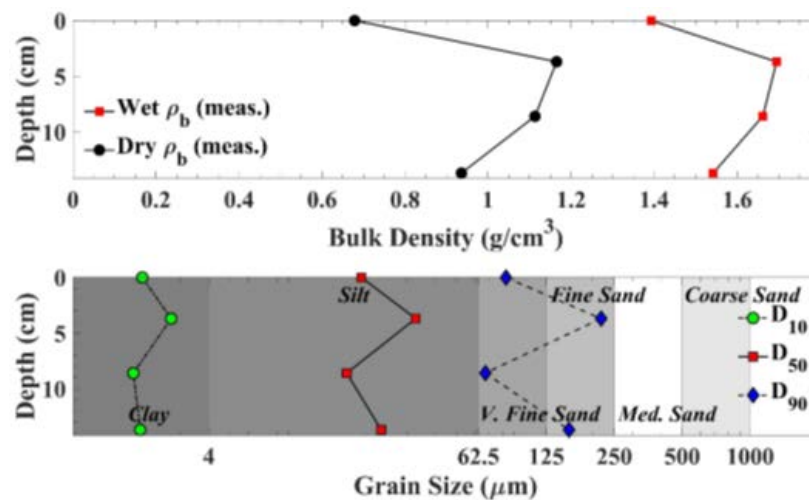 0
5
10
Depth (cm)
Wet ρb (meas.)
Dry ρb (meas.)
0 0.2 0.4 0.6 0.8 1 1.2 1.4 1.6
Bulk Density (g/cm3)
0
5
10
Depth (cm)
Silt Fine Sand Coarse Sand
D10
D50
D90
Clay V. Fine Sand Med. Sand
4 62.5 125 250 500 1000
Grain Size (μm)